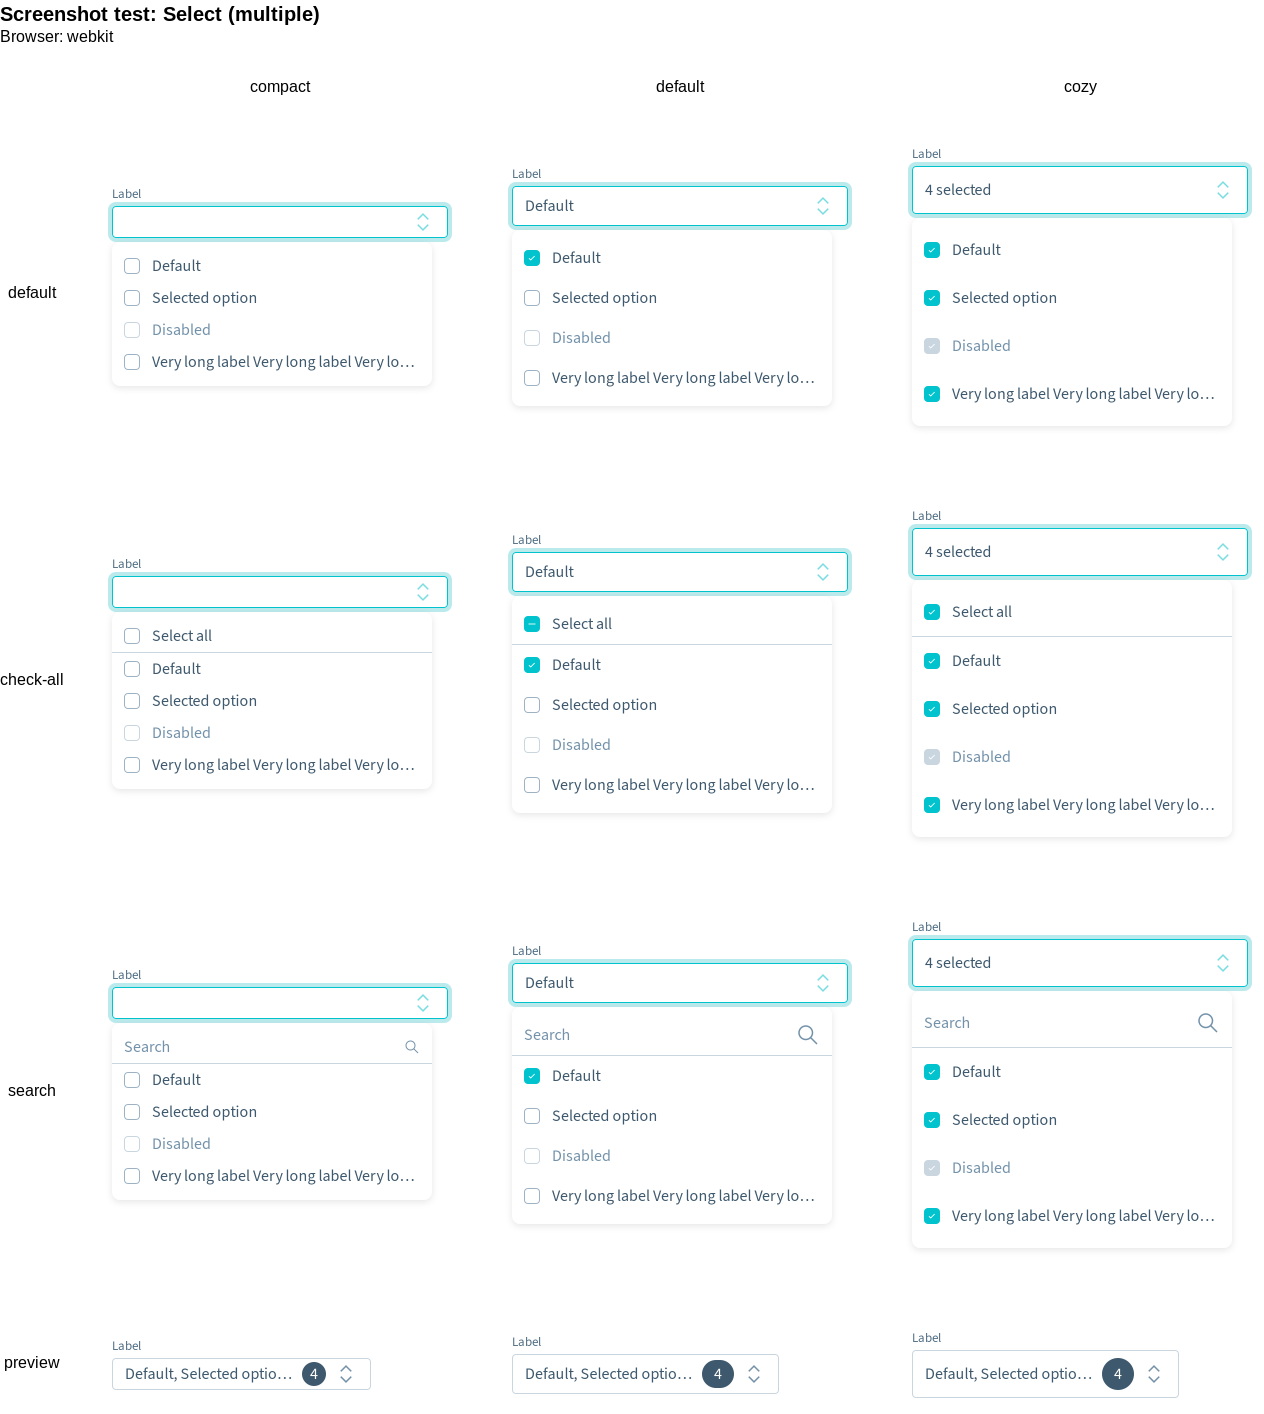 Screenshot test: Select (multiple)
Browser: webkit
compact
default
cozy
default
Label
Default
Selected option
Disabled
Very long label Very long label Very lo…
Label
Default
Default
Selected option
Disabled
Very long label Very long label Very lo…
Label
4 selected
Default
Selected option
Disabled
Very long label Very long label Very lo…
check-all
Label
Select all
Default
Selected option
Disabled
Very long label Very long label Very lo…
Label
Default
Select all
Default
Selected option
Disabled
Very long label Very long label Very lo…
Label
4 selected
Select all
Default
Selected option
Disabled
Very long label Very long label Very lo…
search
Label
Search
Default
Selected option
Disabled
Very long label Very long label Very lo…
Label
Default
Search
Default
Selected option
Disabled
Very long label Very long label Very lo…
Label
4 selected
Search
Default
Selected option
Disabled
Very long label Very long label Very lo…
preview
Label
Default, Selected optio… 4
Label
Default, Selected optio… 4
Label
Default, Selected optio… 4